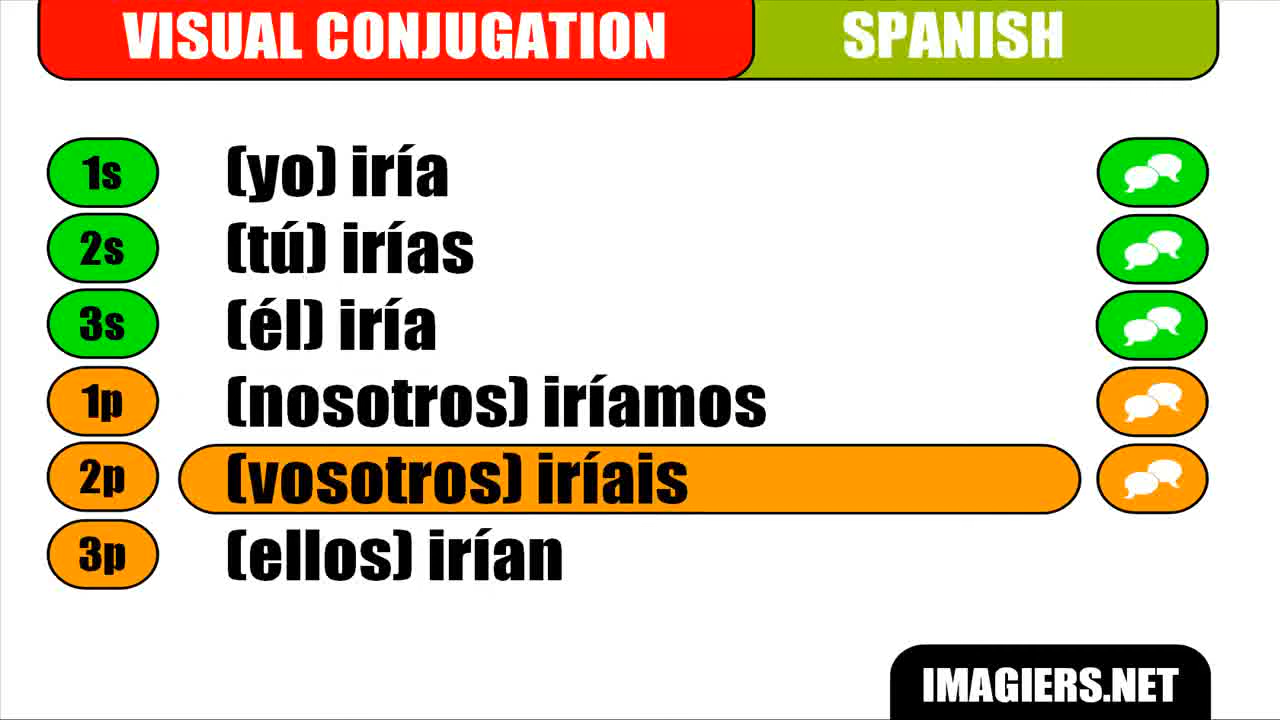 VISUAL CONJUGATION SPANISH
1s (yo) iría
2s (tú) irías
3s (él) iría
1p (nosotros) iríamos
2p (vosotros) iríais
3p (ellos) irían
IMAGIERS.NET